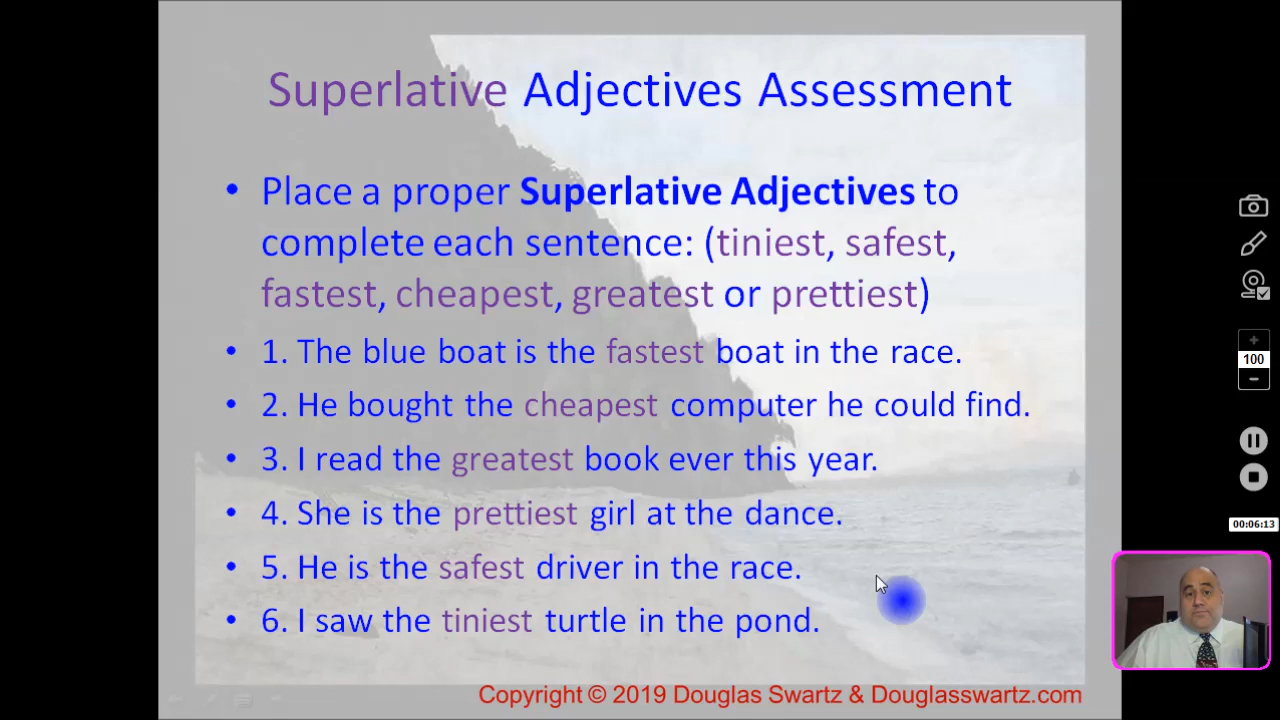 Superlative Adjectives Assessment
• Place a proper Superlative Adjectives to
complete each sentence: (tiniest, safest,
fastest, cheapest, greatest or prettiest)
• 1. The blue boat is the fastest boat in the race.
• 2. He bought the cheapest computer he could find.
• 3. I read the greatest book ever this year.
• 4. She is the prettiest girl at the dance.
• 5. He is the safest driver in the race.
• 6. I saw the tiniest turtle in the pond.
Copyright © 2019 Douglas Swartz & Douglasswartz.com
100
00:06:13